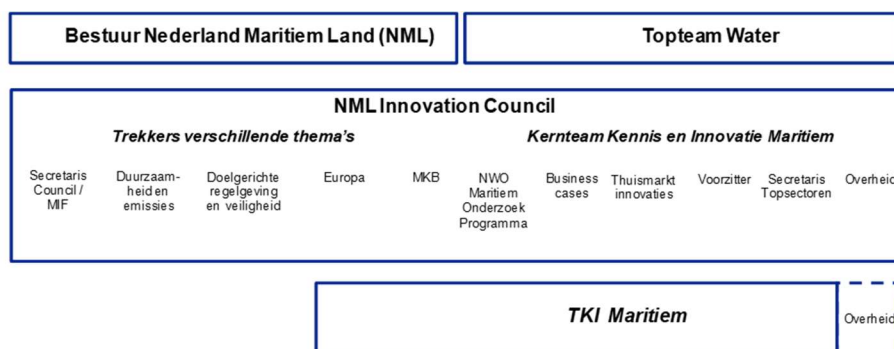 Bestuur Nederland Maritiem Land (NML)
Topteam Water
NML Innovation Council
Trekkers verschillende thema's
Kernteam Kennis en Innovatie Maritiem
Secretaris
Council /
MIF
Duurzaam-
heid en
emissies
Doelgerichte
regelgeving
en veiligheid
Europa
MKB
NWO
Maritiem
Onderzoek
Programma
Business
cases
Thuismarkt
innovaties
Voorzitter
Secretaris
Topsectoren
Overheid
TKI Maritiem
Overheid